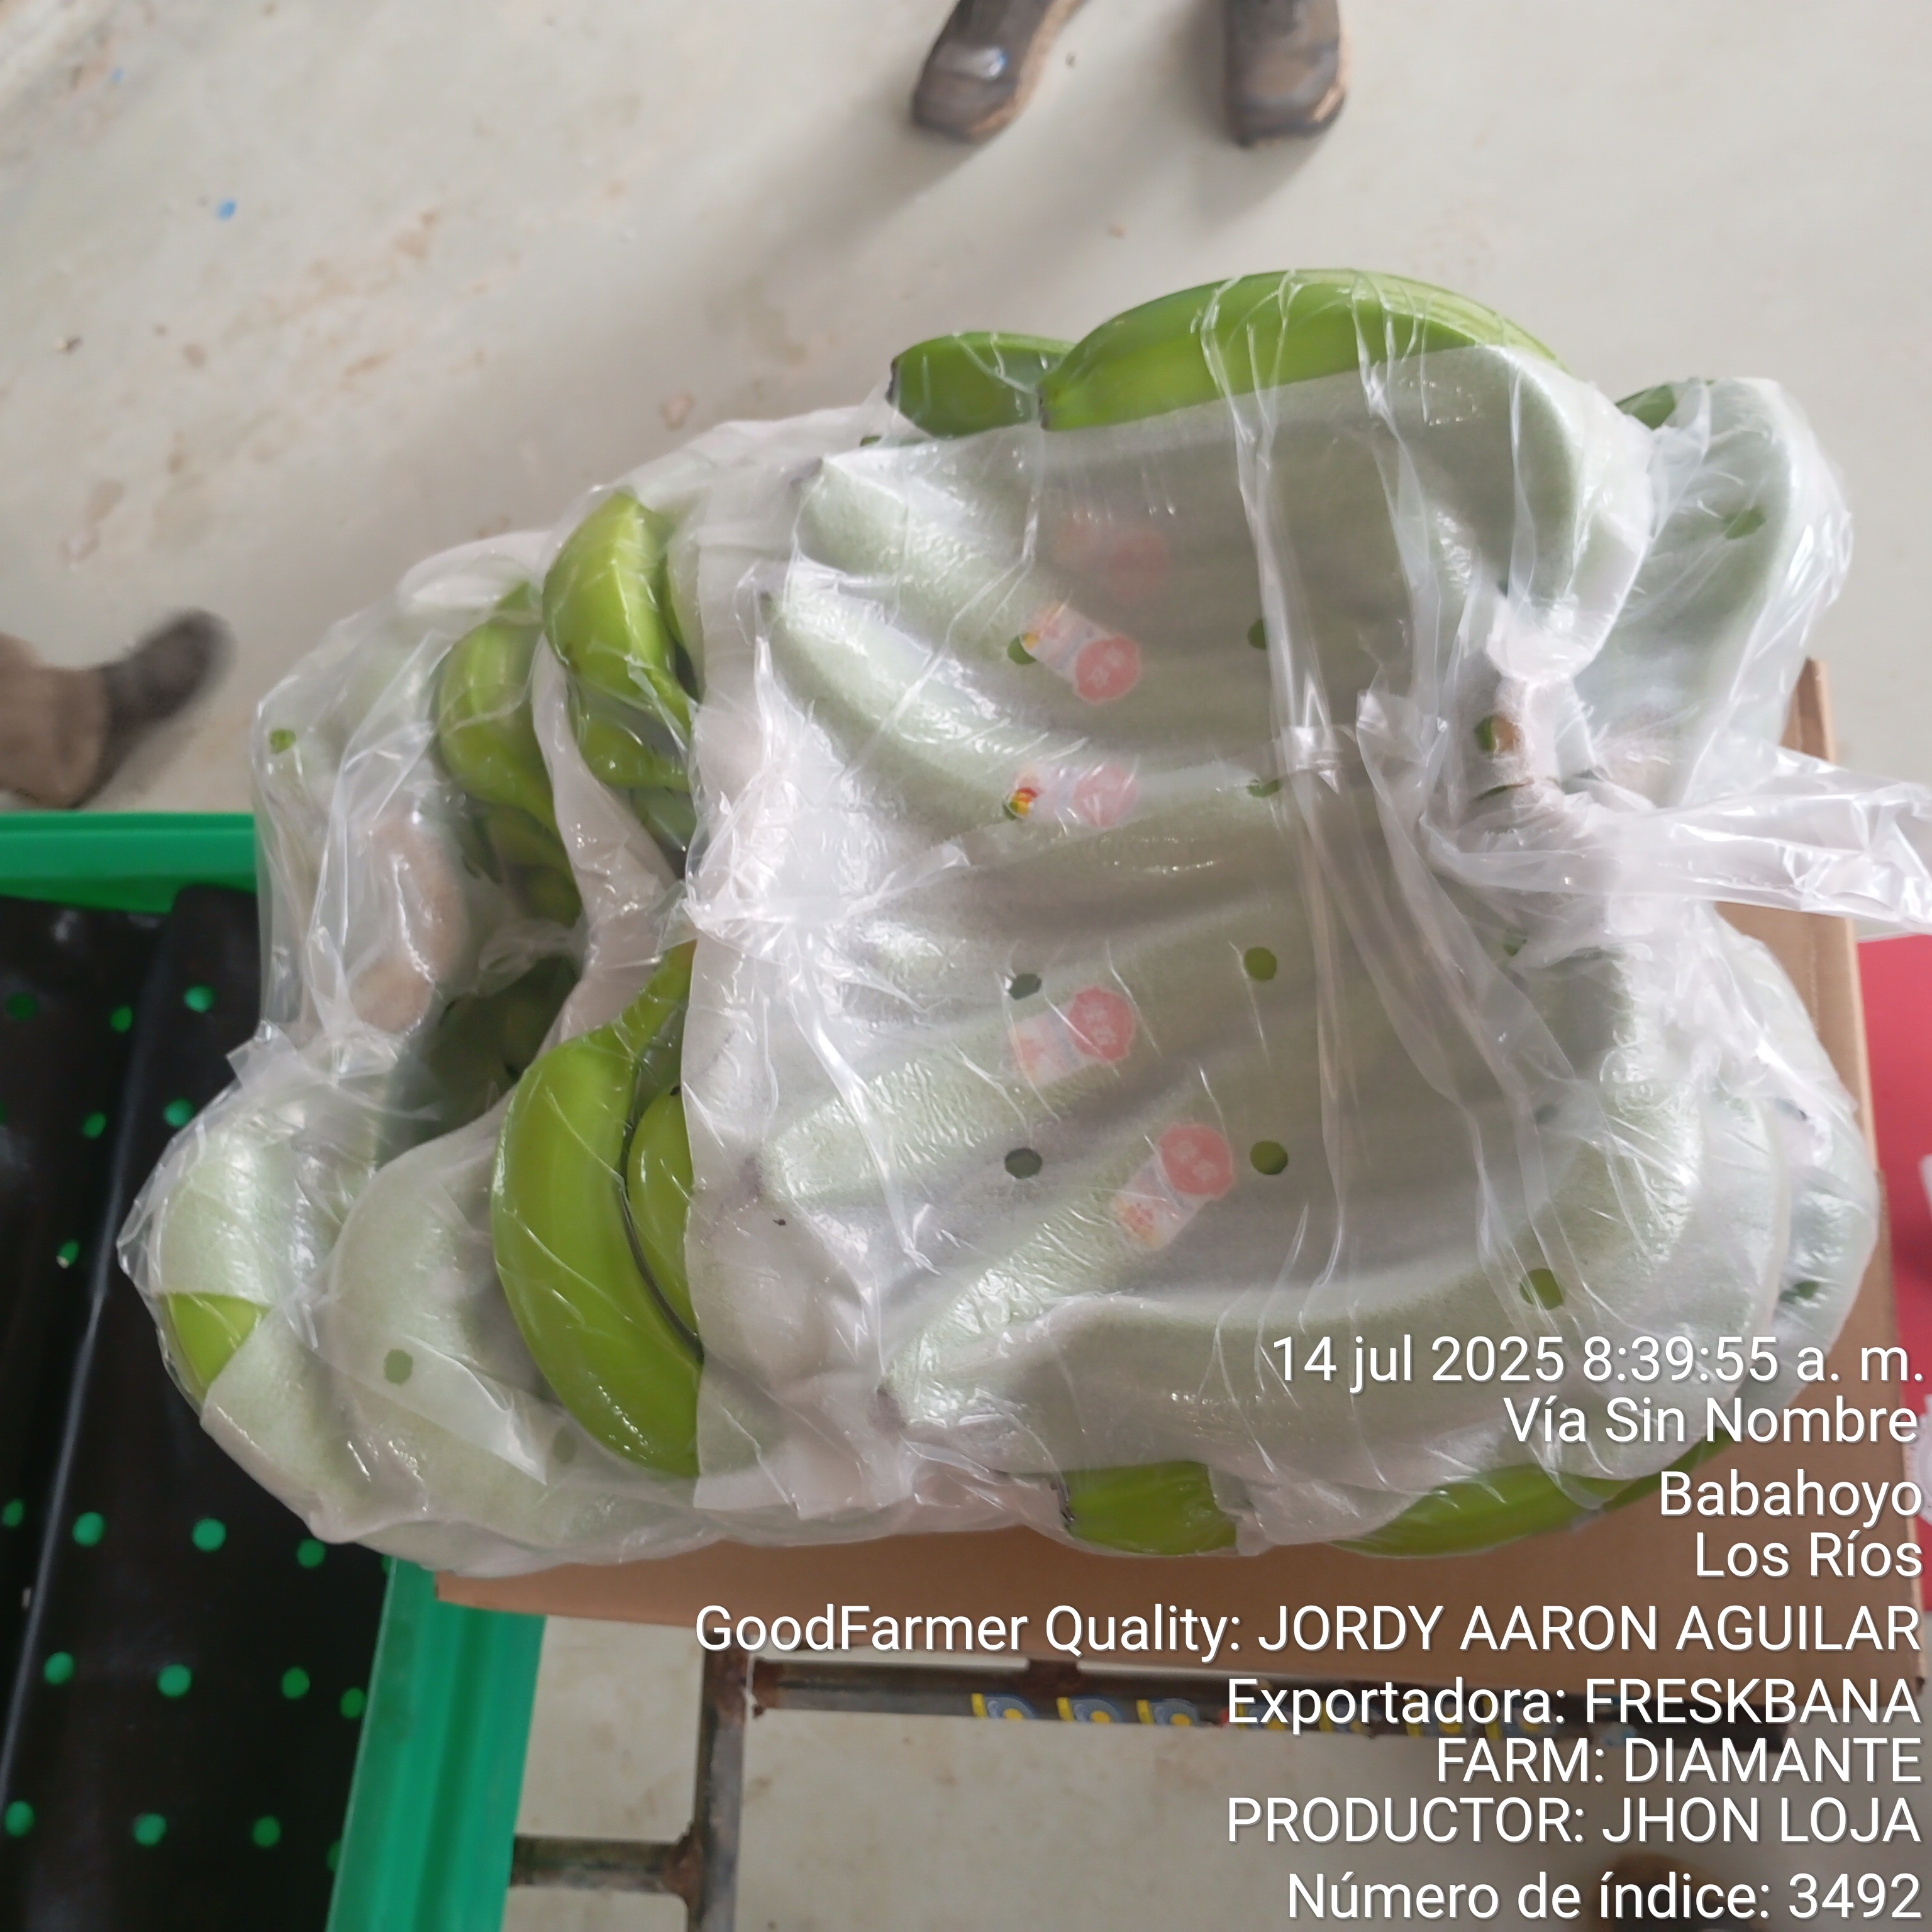 14 jul 2025 8:39:55 a. m.
Vía Sin Nombre
Babahoyo
Los Ríos
GoodFarmer Quality: JORDY AARON AGUILAR
Exportadora: FRESKBANA
FARM: DIAMANTE
PRODUCTOR: JHON LOJA
Número de índice: 3492